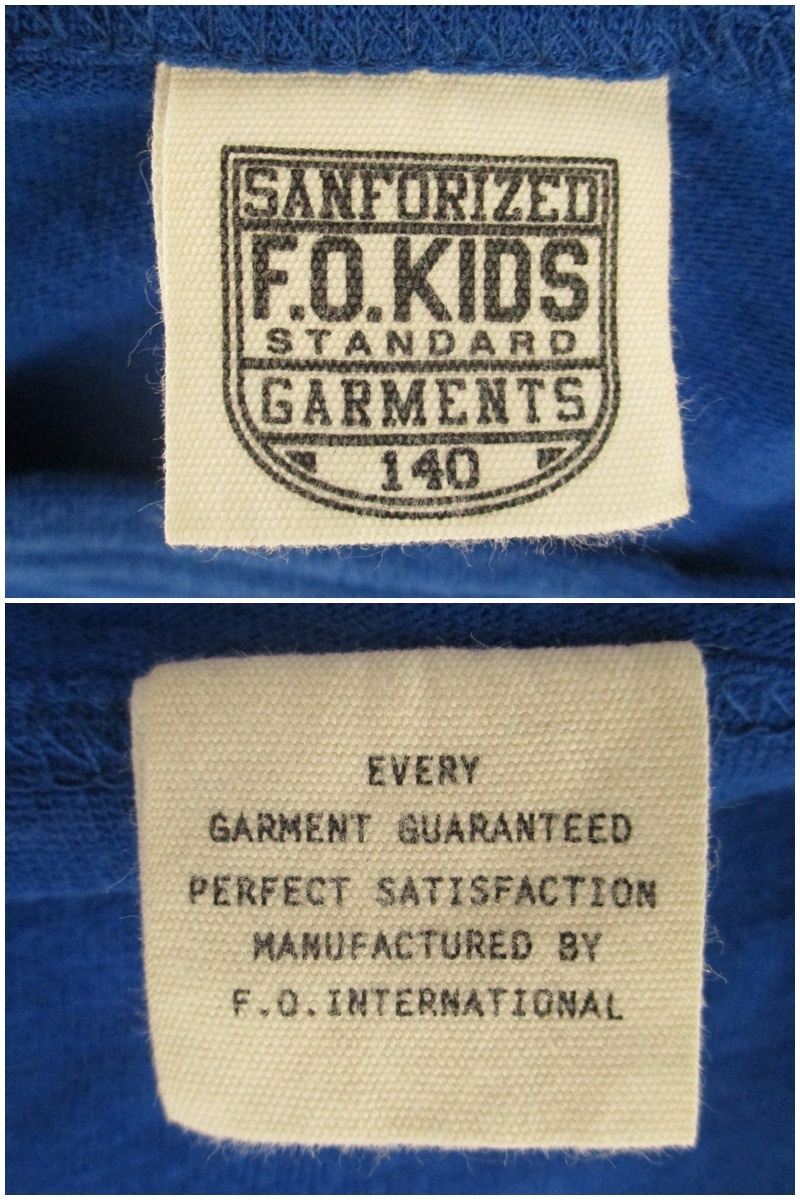 SANFORIZED
F.O.KIDS
STANDARD
GARMENTS
140
EVERY
GARMENT GUARANTEED
PERFECT SATISFACTION
MANUFACTURED BY
F.O.INTERNATIONAL